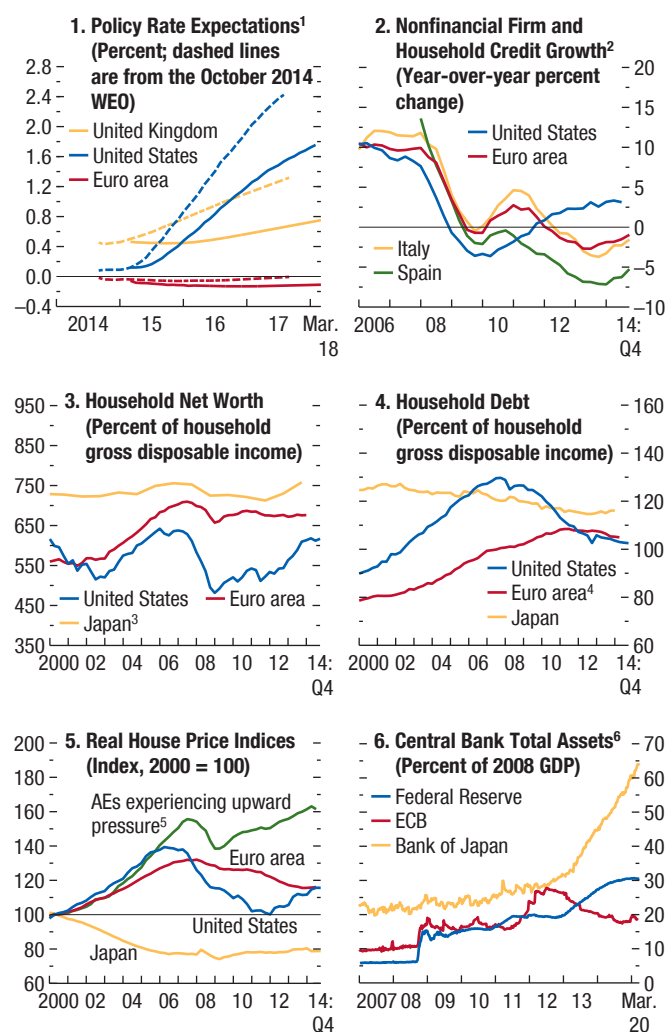 1. Policy Rate Expectations¹
(Percent; dashed lines
are from the October 2014
WEO)
2.8
2.4
2.0
1.6
1.2
0.8
0.4
0.0
–0.4
United Kingdom
United States
Euro area
2014 15 16 17 Mar.
18
2. Nonfinancial Firm and
Household Credit Growth²
(Year-over-year percent
change)
20
15
10
5
0
–5
–10
United States
Euro area
Italy
Spain
2006 08 10 12 14:
Q4
3. Household Net Worth
(Percent of household
gross disposable income)
950
850
750
650
550
450
350
United States Euro area
Japan³
2000 02 04 06 08 10 12 14:
Q4
4. Household Debt
(Percent of household
gross disposable income)
160
140
120
100
80
60
United States
Euro area⁴
Japan
2000 02 04 06 08 10 12 14:
Q4
5. Real House Price Indices
(Index, 2000 = 100)
200
180
160
140
120
100
80
60
AEs experiencing upward
pressure⁵
Euro area
United States
Japan
2000 02 04 06 08 10 12 14:
Q4
6. Central Bank Total Assets⁶
(Percent of 2008 GDP)
70
60
50
40
30
20
10
0
Federal Reserve
ECB
Bank of Japan
2007 08 09 10 11 12 13 Mar.
20